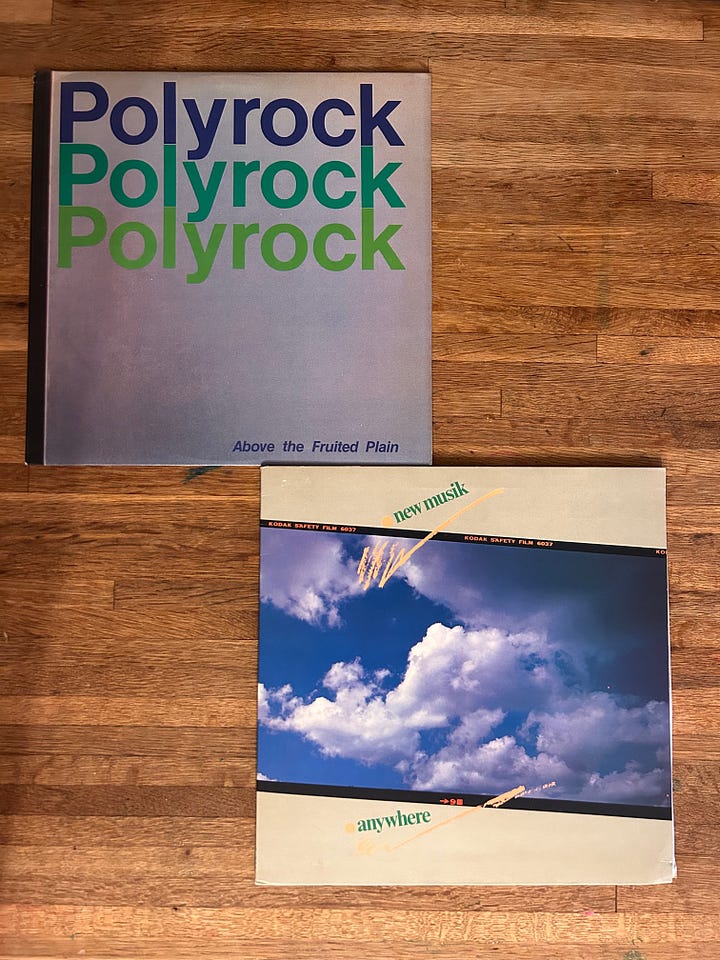 Polyrock
Polyrock
Polyrock
Above the Fruited Plain
new musik
KODAK SAFETY FILM 6037
KODAK SAFETY FILM 6037
KO
→9
anywhere